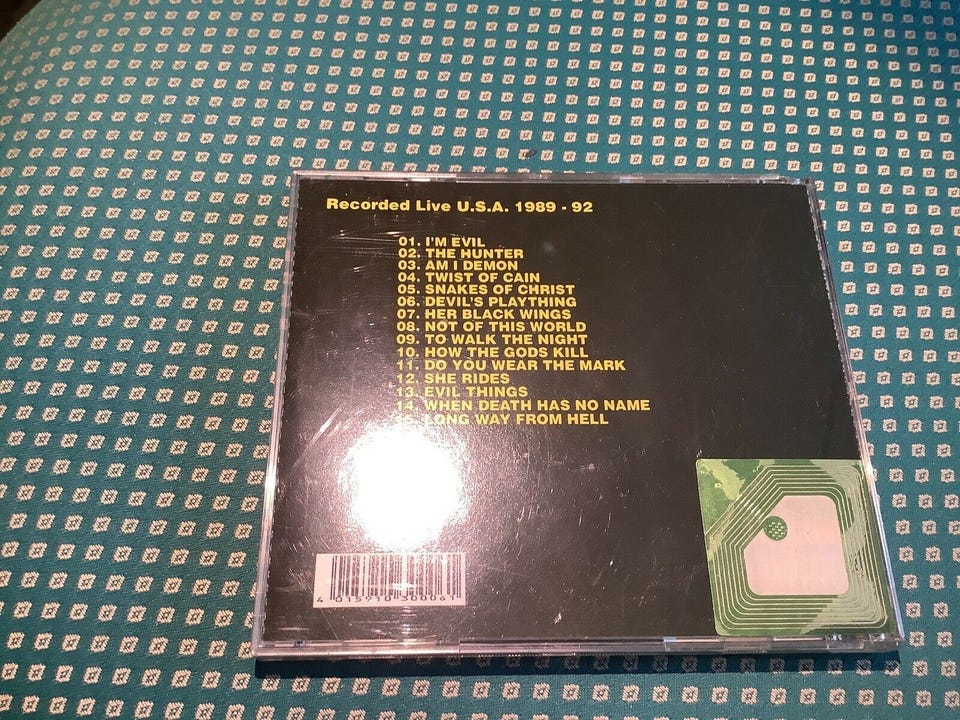 Recorded Live U.S.A. 1989 - 92
01. I'M EVIL
02. THE HUNTER
03. AM I DEMON
04. TWIST OF CAIN
05. SNAKES OF CHRIST
06. DEVIL'S PLAYTHING
07. HER BLACK WINGS
08. NOT OF THIS WORLD
09. TO WALK THE NIGHT
10. HOW THE GODS KILL
11. DO YOU WEAR THE MARK
12. SHE RIDES
13. EVIL THINGS
14. WHEN DEATH HAS NO NAME
LONG WAY FROM HELL
4 015910